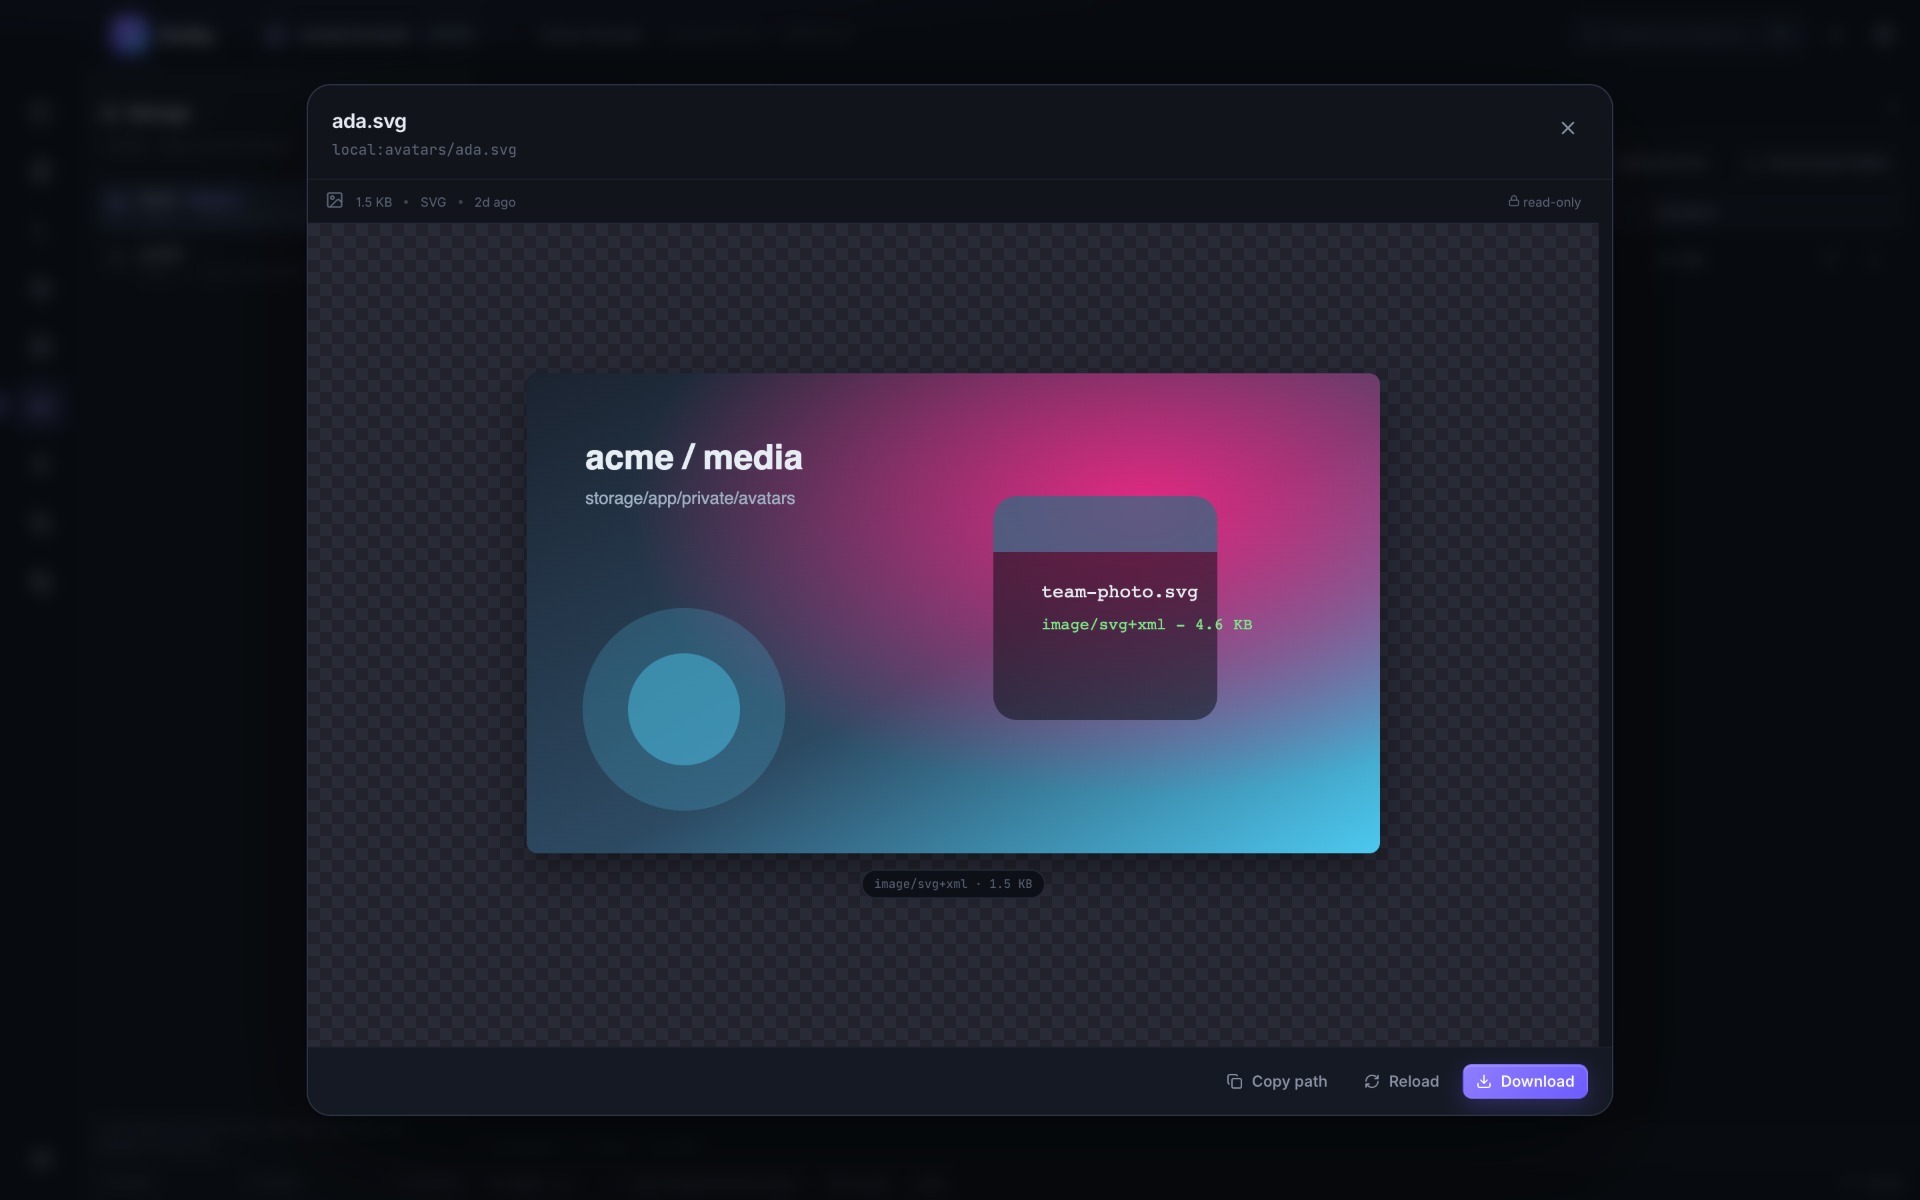 ada.svg
local:avatars/ada.svg
1.5 KB • SVG • 2d ago
read-only
acme / media
storage/app/private/avatars
team-photo.svg
image/svg+xml - 4.6 KB
image/svg+xml · 1.5 KB
Copy path
Reload
Download